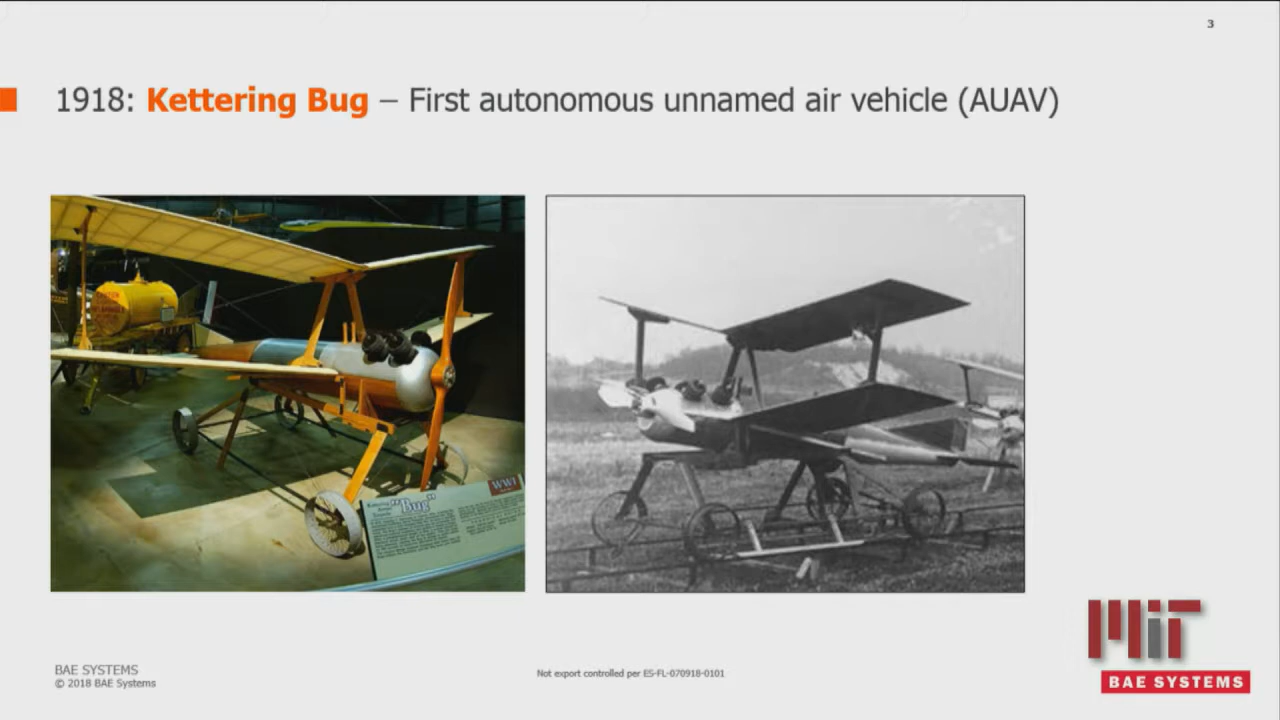 3
1918: Kettering Bug – First autonomous unnamed air vehicle (AUAV)
WWI
Kettering
"Bug"
BAE SYSTEMS
© 2018 BAE Systems
Not export controlled per ES-FL-070918-0101
MIT
BAE SYSTEMS